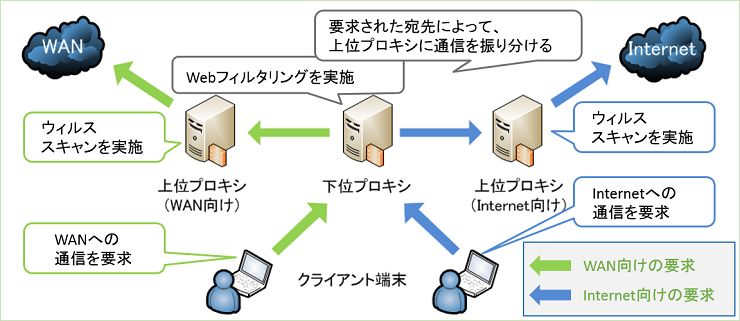 要求された宛先によって、
上位プロキシに通信を振り分ける
WAN
Internet
Webフィルタリングを実施
ウィルス
スキャンを実施
ウィルス
スキャンを実施
上位プロキシ
（WAN向け）
下位プロキシ
上位プロキシ
（Internet向け）
WANへの
通信を要求
Internetへの
通信を要求
クライアント端末
WAN向けの要求
Internet向けの要求